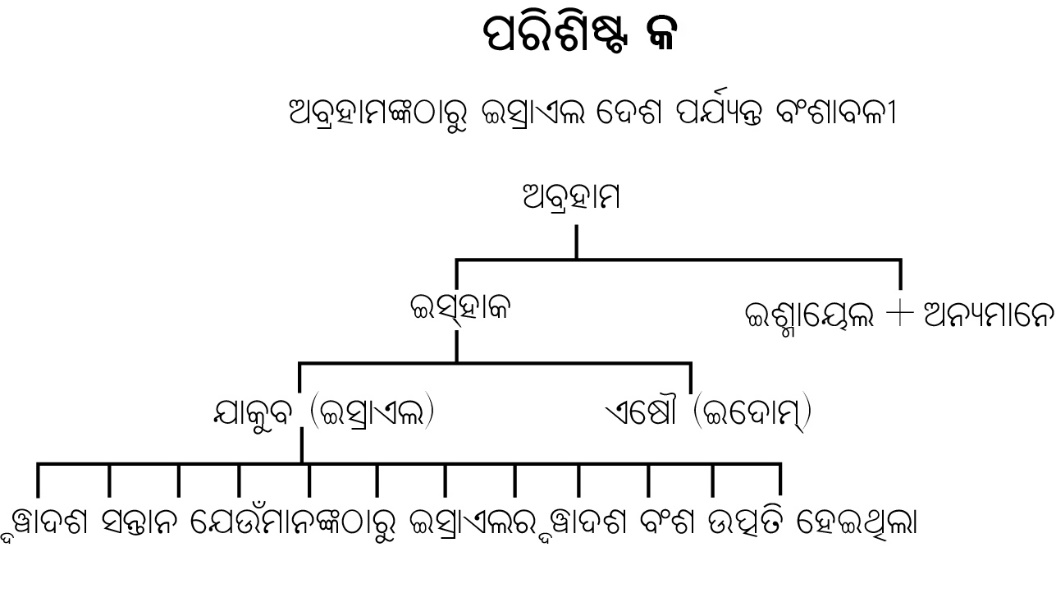 ପରିଶିଷ୍ଟ କ
ଅବ୍ରହାମଙ୍କଠାରୁ ଇସ୍ରାଏଲ ଦେଶ ପର୍ଯ୍ୟନ୍ତ ବଂଶାବଳୀ
ଅବ୍ରହାମ
ଇସ୍‌ହାକ ଇଶ୍ମାୟେଲ + ଅନ୍ୟମାନେ
ଯାକୁବ (ଇସ୍ରାଏଲ) ଏଷୌ (ଇଦୋମ୍)
ଦ୍ୱାଦଶ ସନ୍ତାନ ଯେଉଁମାନଙ୍କଠାରୁ ଇସ୍ରାଏଲର ଦ୍ୱାଦଶ ବଂଶ ଉତ୍ପତି ହେଇଥିଲା